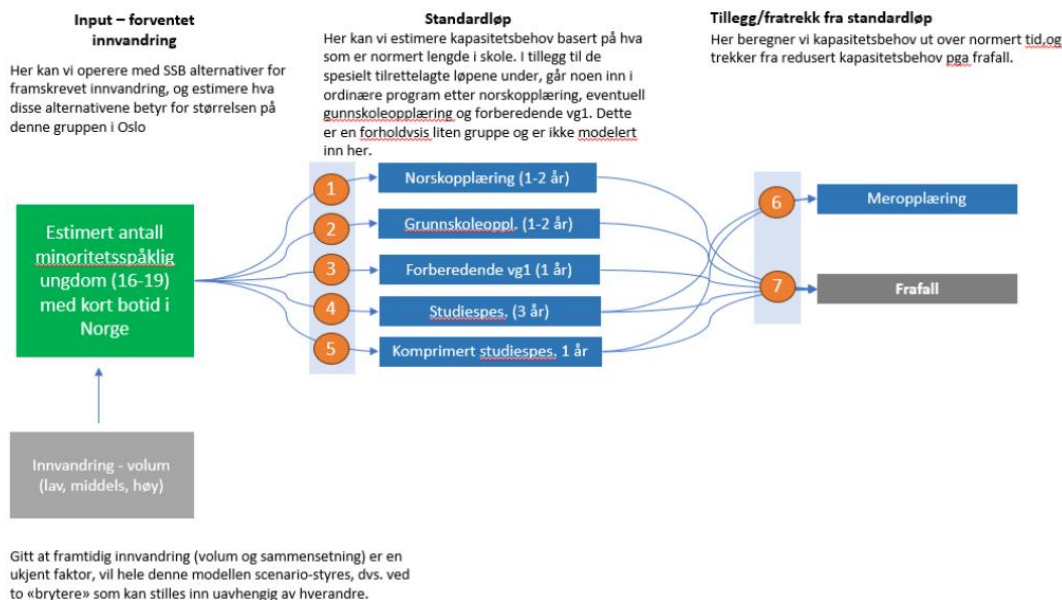 Input – forventet
innvandring
Her kan vi operere med SSB alternativer for
framskrevet innvandring, og estimere hva
disse alternativene betyr for størrelsen på
denne gruppen i Oslo
Estimert antall
minoritetsspåklig
ungdom (16-19)
med kort botid i
Norge
Innvandring - volum
(lav, middels, høy)
Gitt at framtidig innvandring (volum og sammensetning) er en
ukjent faktor, vil hele denne modellen scenario-styres, dvs. ved
to «brytere» som kan stilles inn uavhengig av hverandre.
Standardløp
Her kan vi estimere kapasitetsbehov basert på hva
som er normert lengde i skole. I tillegg til de
spesielt tilrettelagte løpene under, går noen inn i
ordinære program etter norskopplæring, eventuell
gunnskoleopplæring og forberedende vg1. Dette
er en forholdvsis liten gruppe og er ikke modelert
inn her.
1
Norskopplæring (1-2 år)
2
Grunnskoleoppl. (1-2 år)
3
Forberedende vg1 (1 år)
4
Studiespes. (3 år)
5
Komprimert studiespes. 1 år
Tillegg/fratrekk fra standardløp
Her beregner vi kapasitetsbehov ut over normert tid,og
trekker fra redusert kapasitetsbehov pga frafall.
6
Meropplæring
7
Frafall